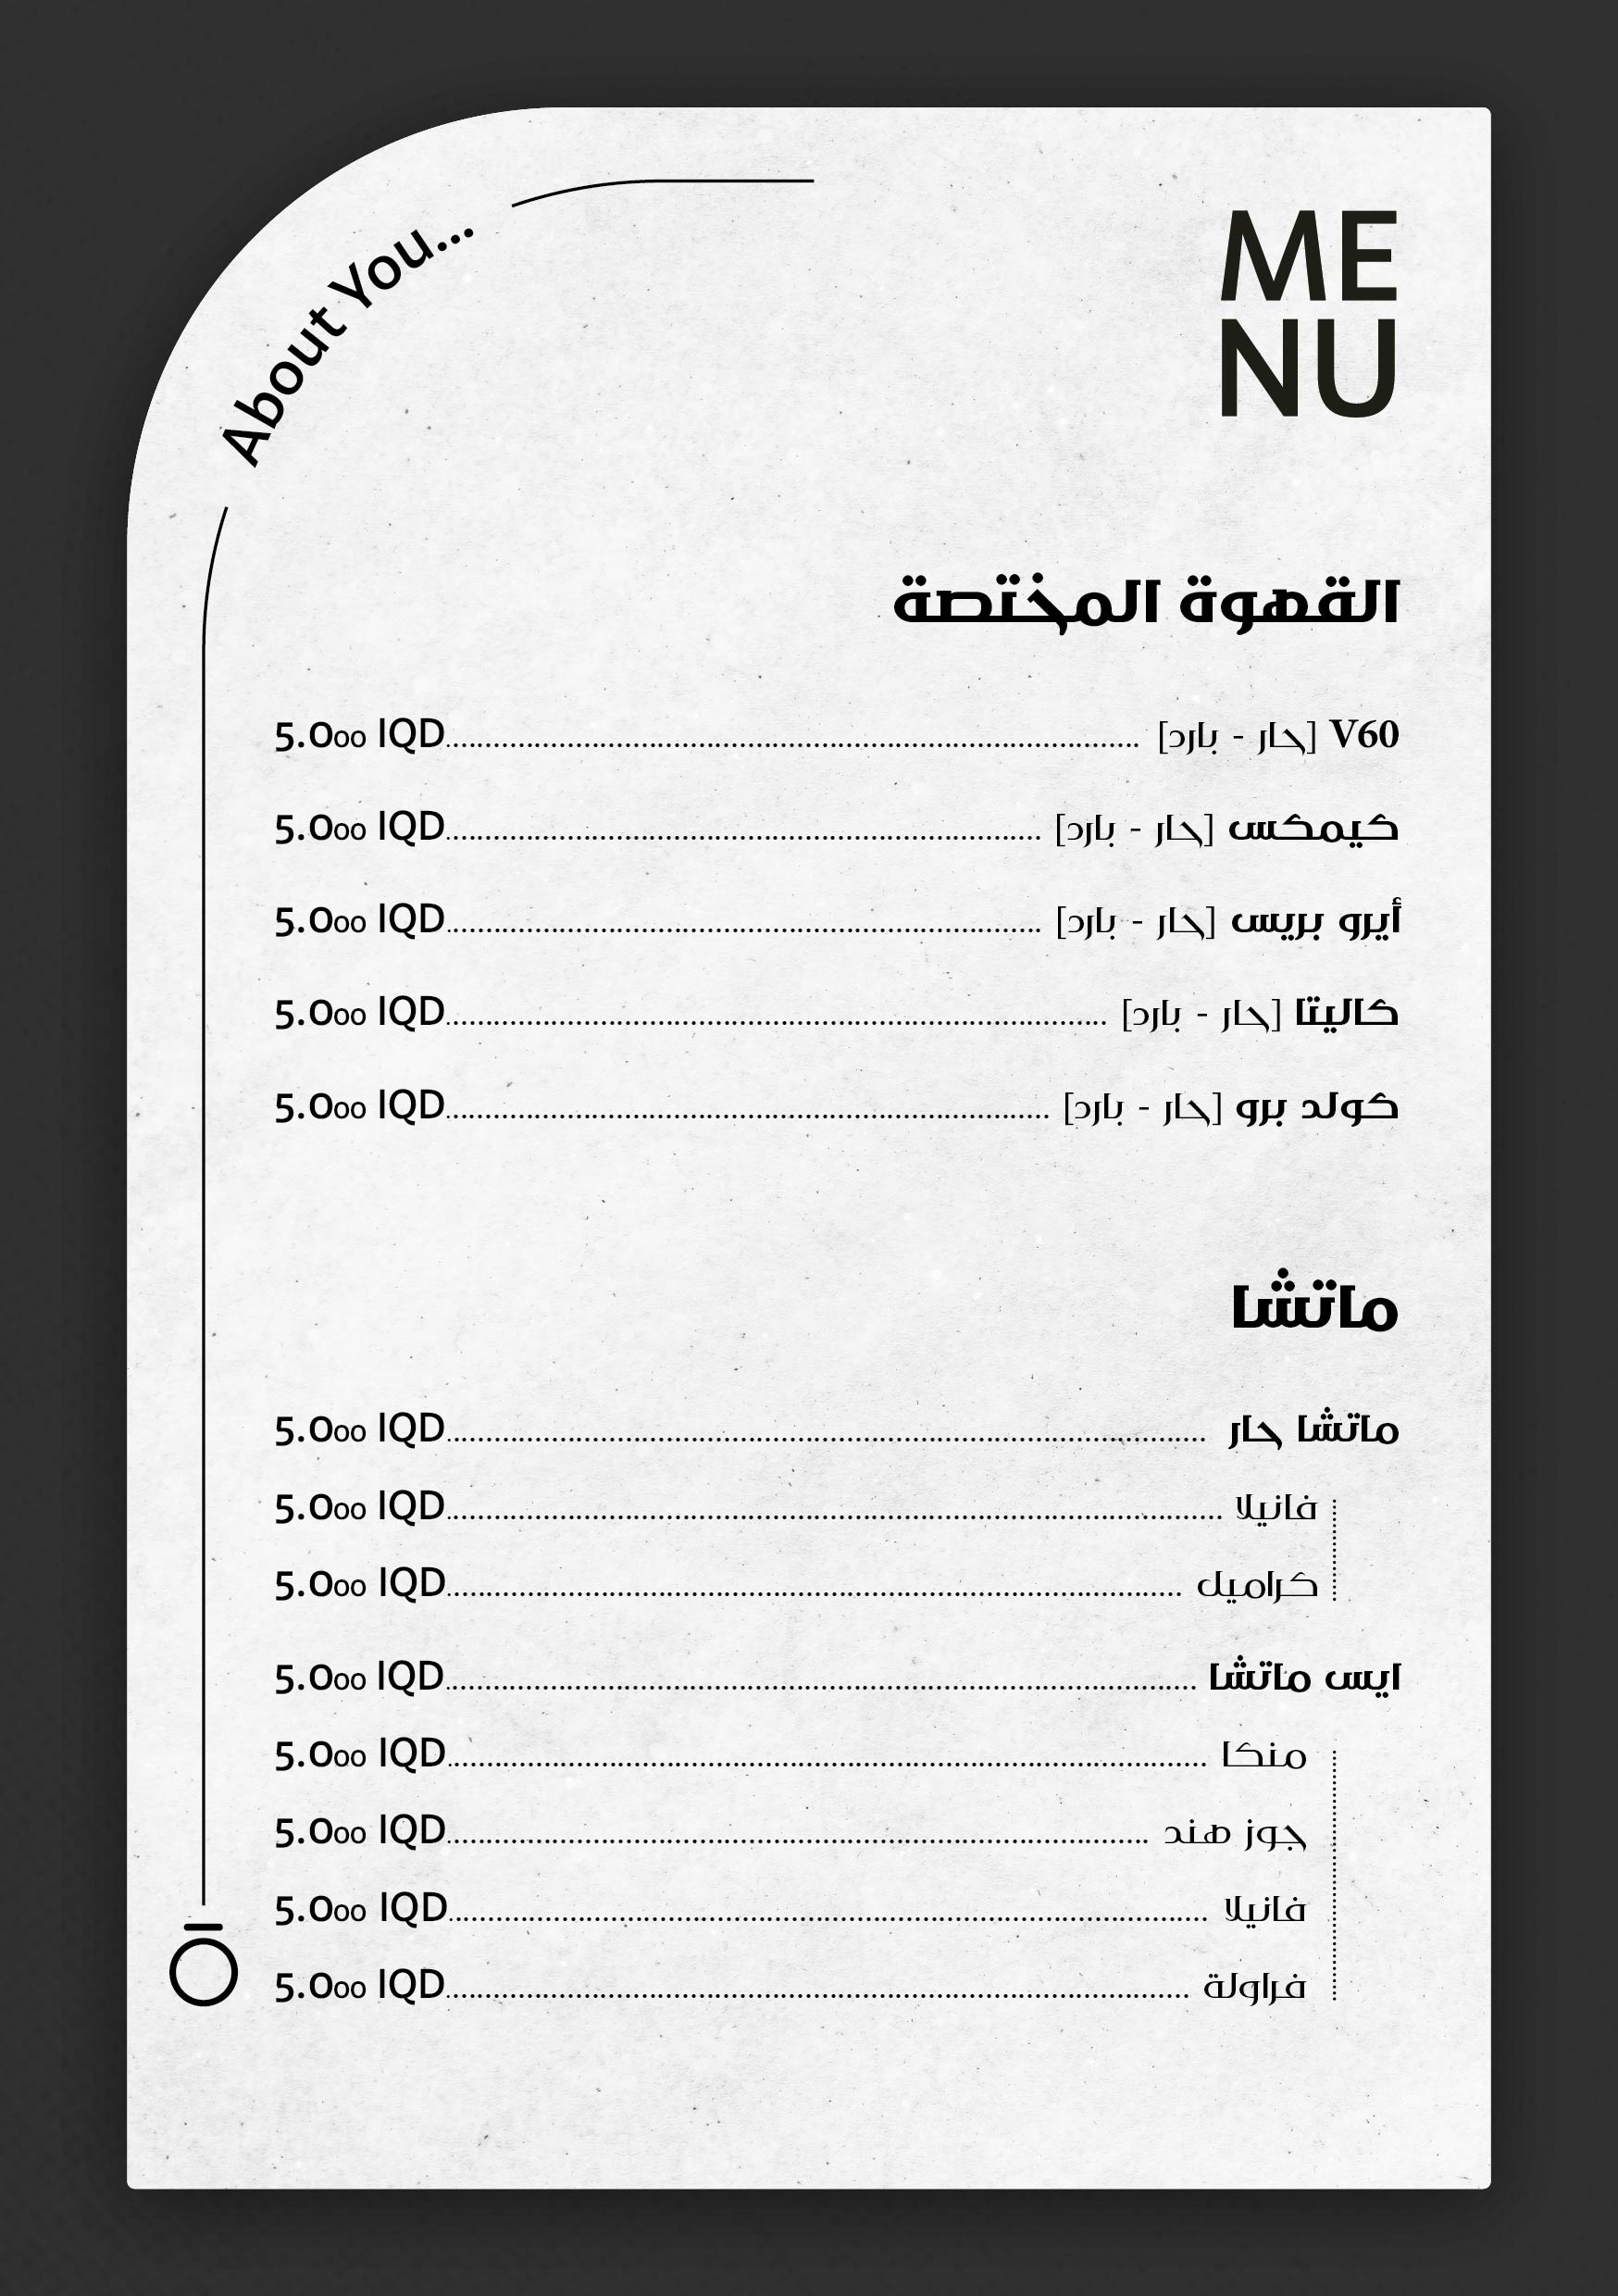 About You...
ME
NU
القهوة المختصة
V60 [حار - بارد] ........ 5.000 IQD
كيمكس [حار - بارد] ........ 5.000 IQD
أيرو بريس [حار - بارد] ........ 5.000 IQD
كاليتا [حار - بارد] ........ 5.000 IQD
كولد برو [حار - بارد] ........ 5.000 IQD
ماتشا
ماتشا حار ........ 5.000 IQD
فانيلا ........ 5.000 IQD
كراميل ........ 5.000 IQD
ايس ماتشا ........ 5.000 IQD
منكا ........ 5.000 IQD
جوز هند ........ 5.000 IQD
فانيلا ........ 5.000 IQD
فراولة ........ 5.000 IQD